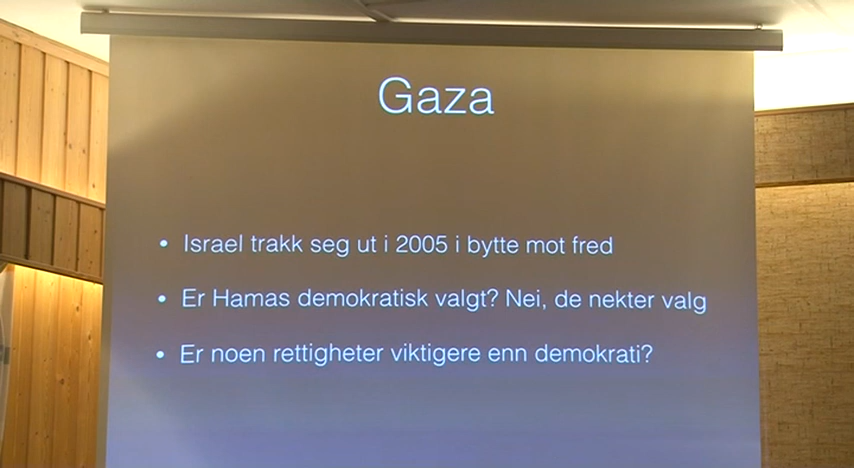 Gaza
• Israel trakk seg ut i 2005 i bytte mot fred
• Er Hamas demokratisk valgt? Nei, de nekter valg
• Er noen rettigheter viktigere enn demokrati?